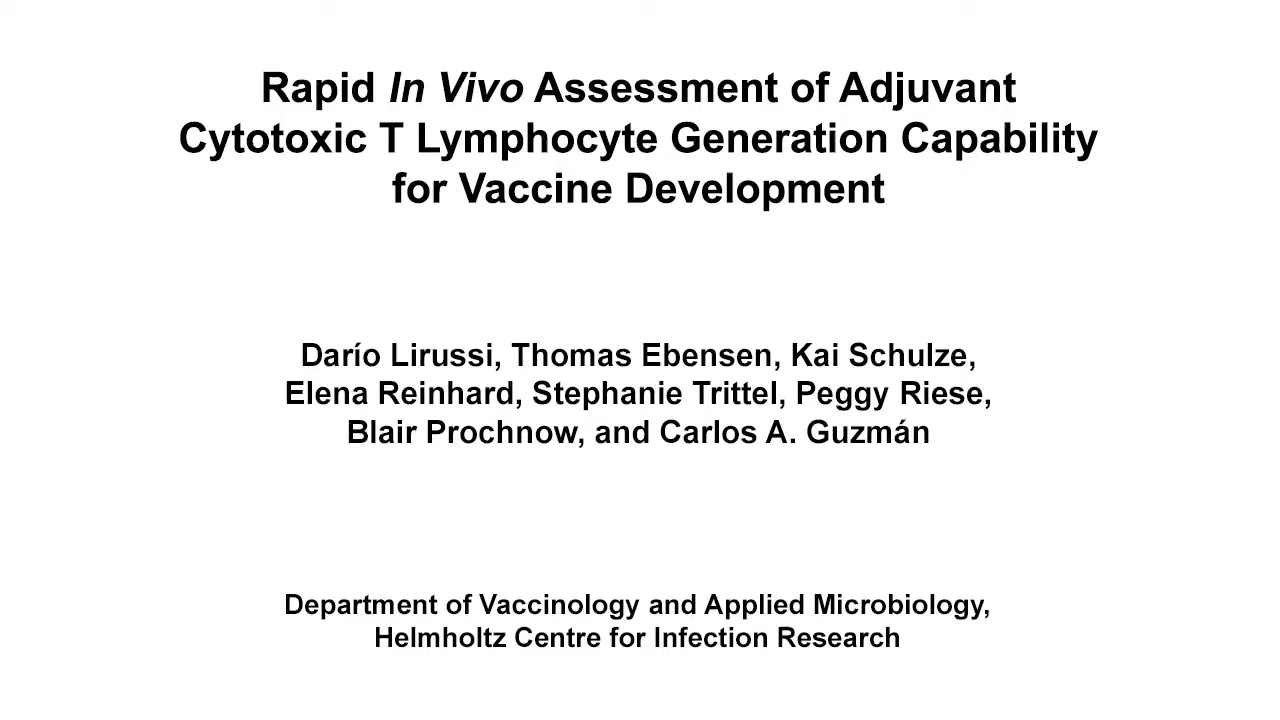 Rapid In Vivo Assessment of Adjuvant
Cytotoxic T Lymphocyte Generation Capability
for Vaccine Development
Darío Lirussi, Thomas Ebensen, Kai Schulze,
Elena Reinhard, Stephanie Trittel, Peggy Riese,
Blair Prochnow, and Carlos A. Guzmán
Department of Vaccinology and Applied Microbiology,
Helmholtz Centre for Infection Research